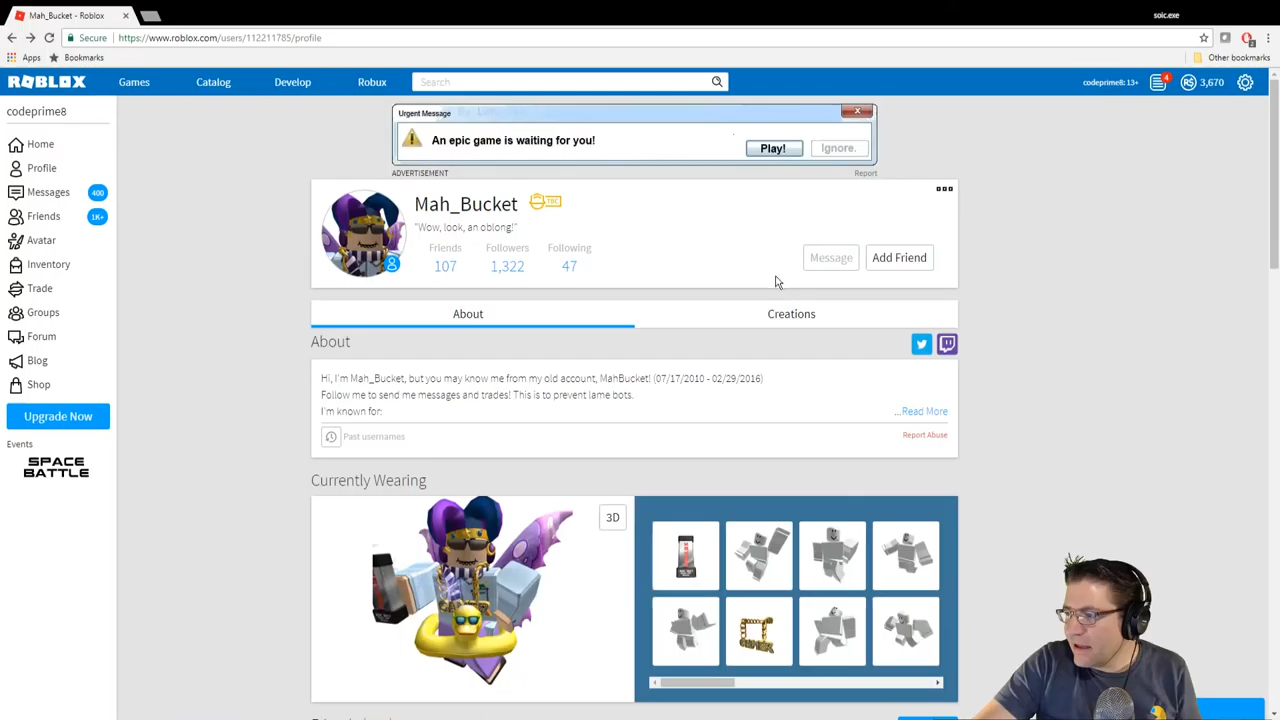 Mah_Bucket - Roblox ×
solc.exe
Secure https://www.roblox.com/users/112211785/profile
Apps Bookmarks Other bookmarks
ROBLOX Games Catalog Develop Robux Search codeprime8: 13+ 4 R$ 3,670
codeprime8
Home
Profile
Messages 400
Friends 1K+
Avatar
Inventory
Trade
Groups
Forum
Blog
Shop
Upgrade Now
Events
SPACE
BATTLE
Urgent Message
An epic game is waiting for you! Play! Ignore.
ADVERTISEMENT Report
Mah_Bucket TBC
"Wow, look, an oblong!"
Friends Followers Following
107 1,322 47
Message Add Friend
About Creations
About
Hi, I'm Mah_Bucket, but you may know me from my old account, MahBucket! (07/17/2010 - 02/29/2016)
Follow me to send me messages and trades! This is to prevent lame bots.
I'm known for: ...Read More
Past usernames Report Abuse
Currently Wearing
3D